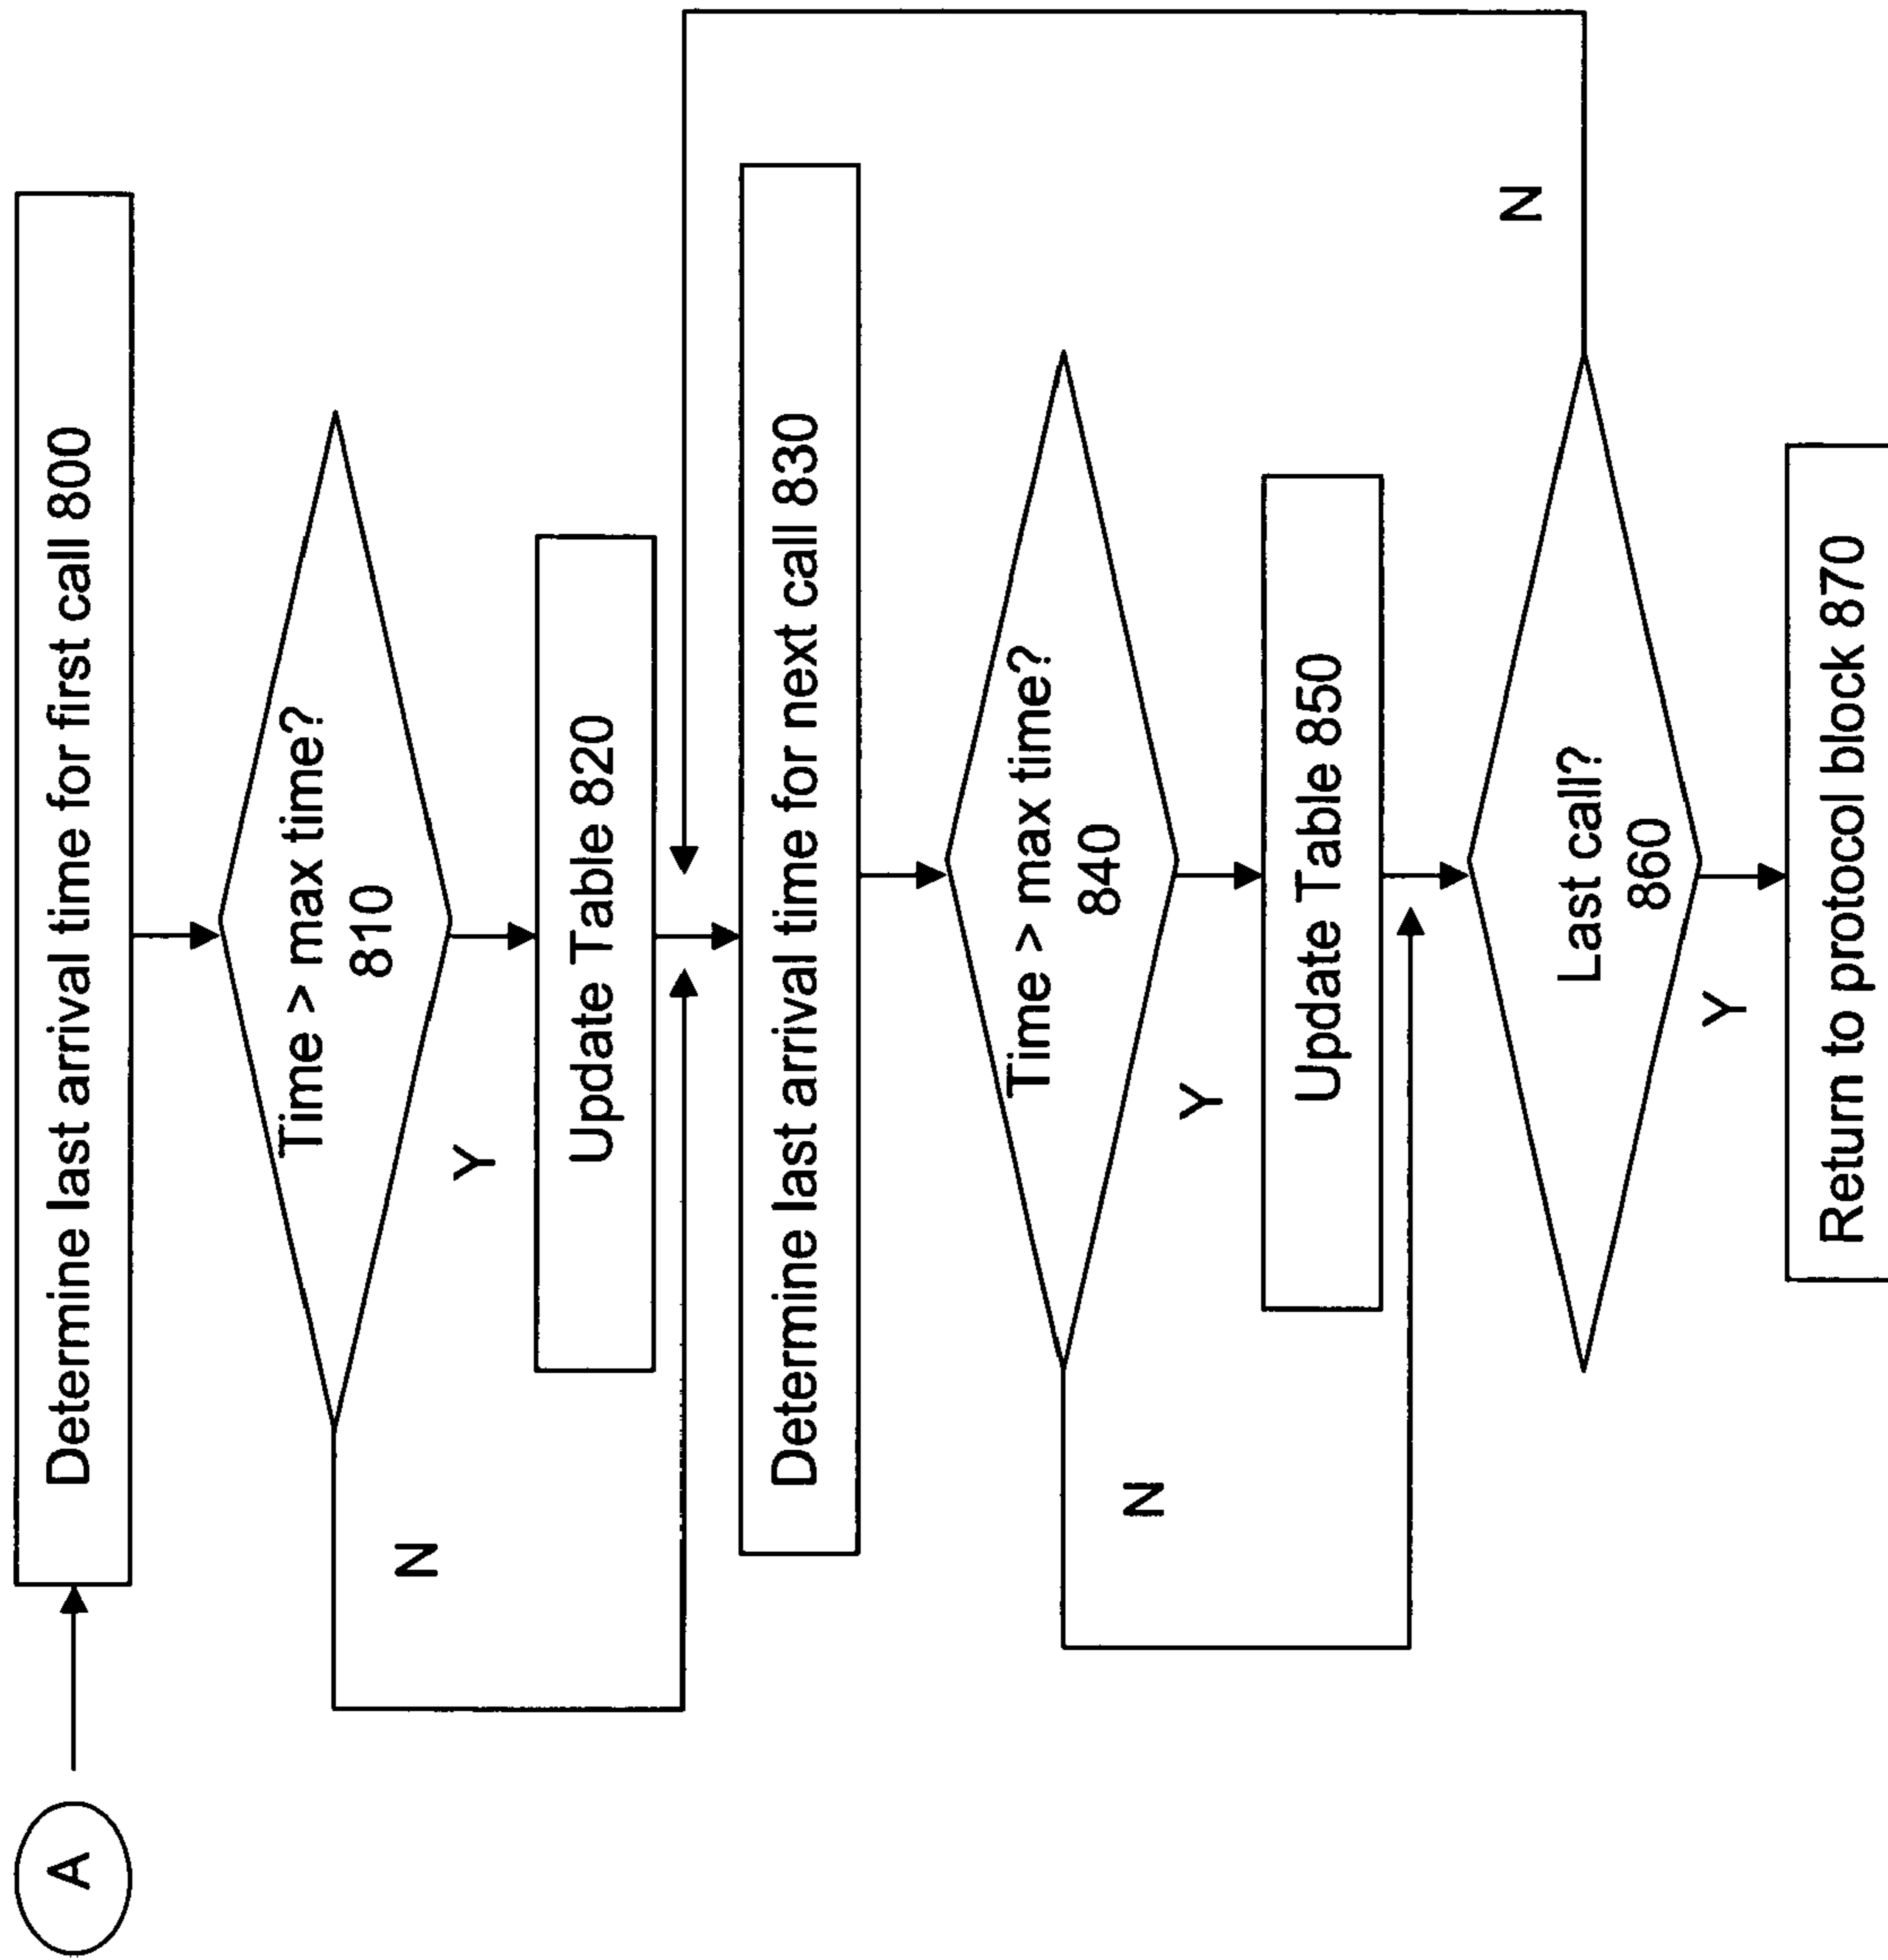 A
Determine last arrival time for first call 800
Time > max time?
810
N
Y
Update Table 820
Determine last arrival time for next call 830
Time > max time?
840
N
Y
Update Table 850
Last call?
860
N
Y
Return to protocol block 870